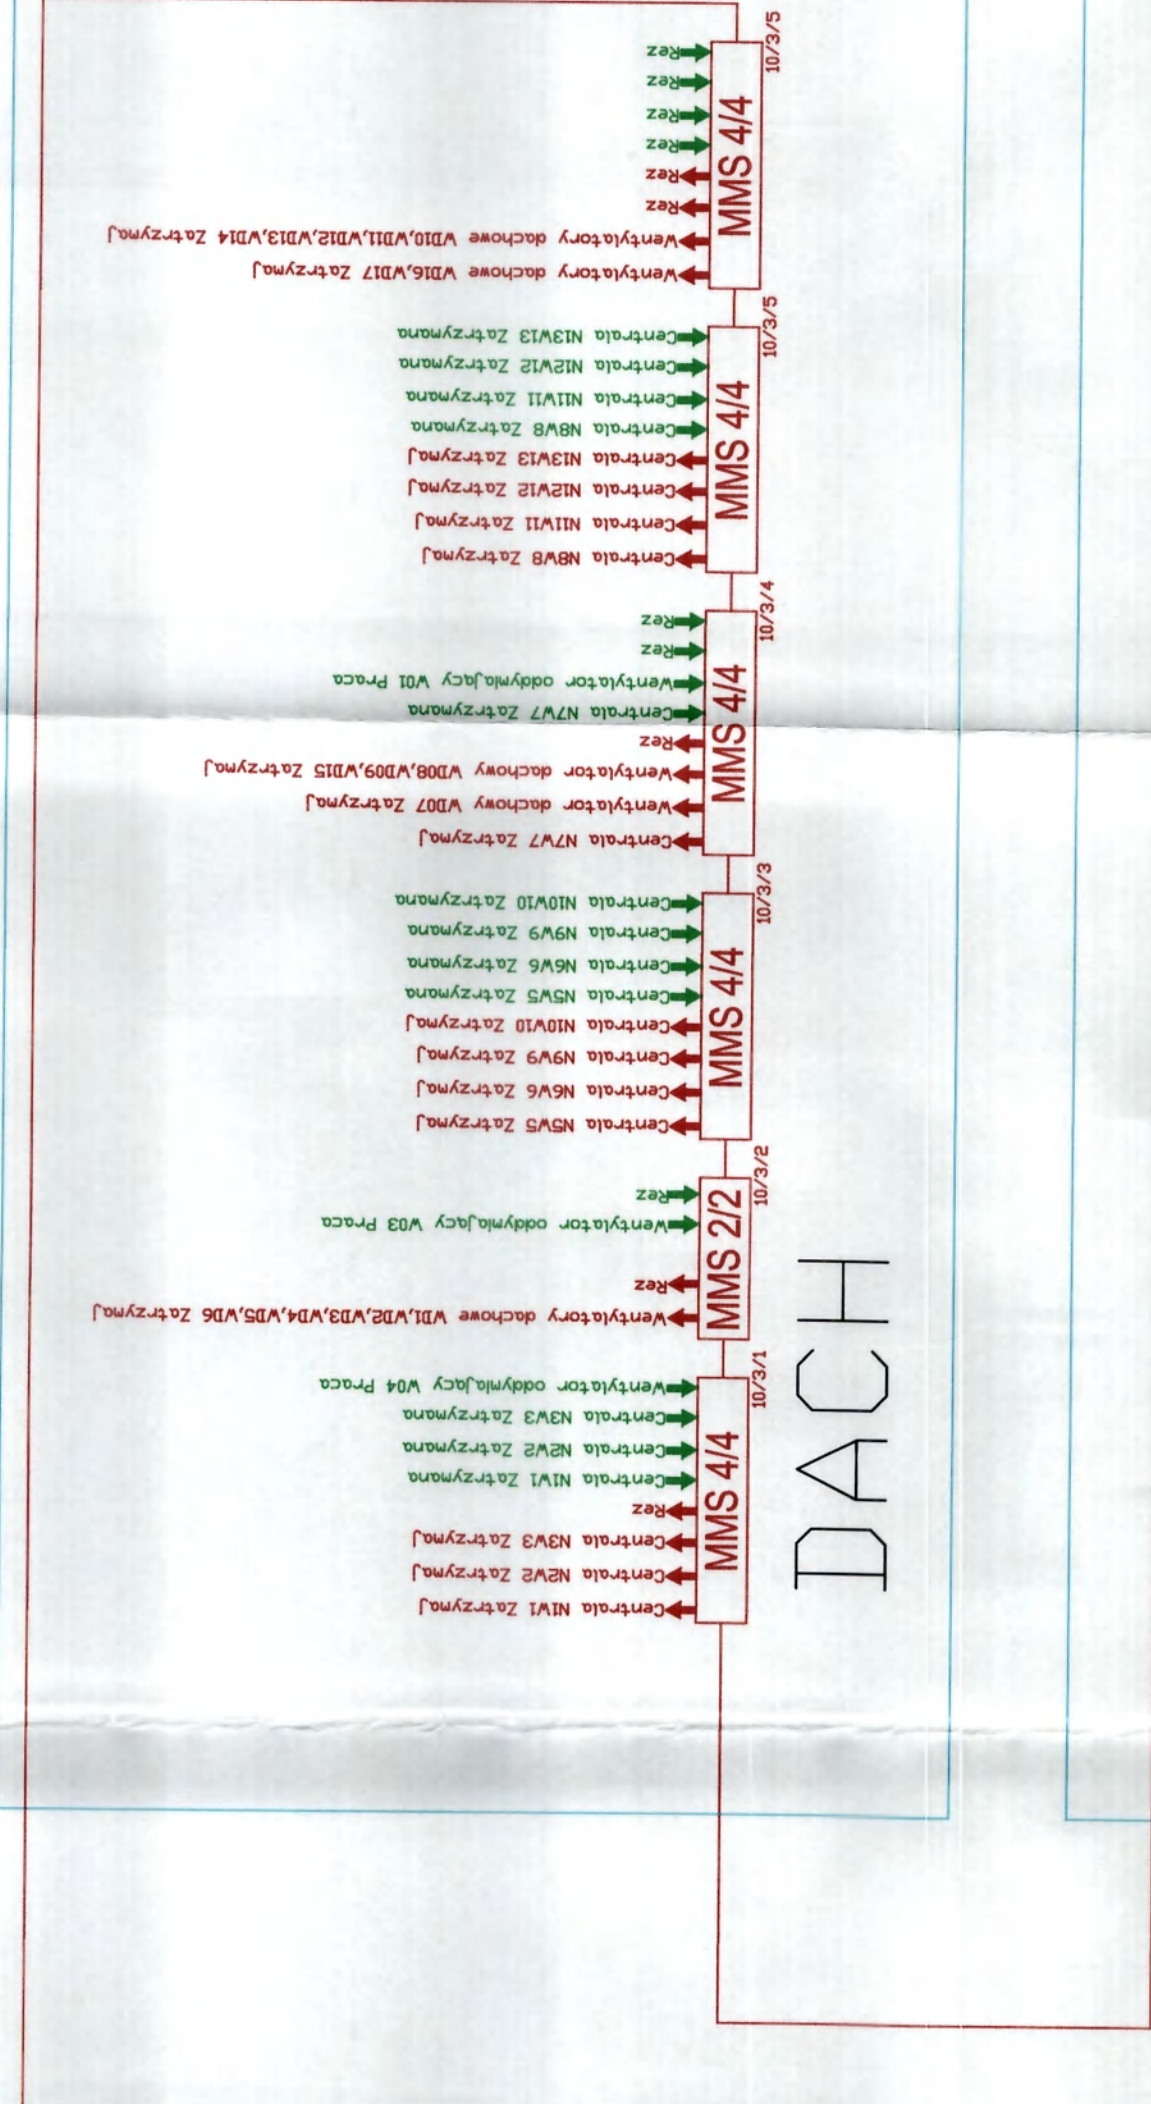 DACH
MMS 4/4
10/3/1
Centrala N1W1 Zatrzymaj
Centrala N2W2 Zatrzymaj
Centrala N3W3 Zatrzymaj
Rez
Centrala N1W1 Zatrzymana
Centrala N2W2 Zatrzymana
Centrala N3W3 Zatrzymana
Wentylator oddymiający W04 Praca
MMS 2/2
10/3/2
Wentylatory dachowe WD1,WD2,WD3,WD4,WD5,WD6 Zatrzymaj
Rez
Wentylator oddymiający W03 Praca
Rez
MMS 4/4
10/3/3
Centrala N5W5 Zatrzymaj
Centrala N6W6 Zatrzymaj
Centrala N9W9 Zatrzymaj
Centrala N10W10 Zatrzymaj
Centrala N5W5 Zatrzymana
Centrala N6W6 Zatrzymana
Centrala N9W9 Zatrzymana
Centrala N10W10 Zatrzymana
MMS 4/4
10/3/4
Centrala N7W7 Zatrzymaj
Wentylator dachowy WD07 Zatrzymaj
Wentylator dachowy WD08,WD09,WD15 Zatrzymaj
Rez
Centrala N7W7 Zatrzymana
Wentylator oddymiający W01 Praca
Rez
Rez
MMS 4/4
10/3/5
Centrala N8W8 Zatrzymaj
Centrala N11W11 Zatrzymaj
Centrala N12W12 Zatrzymaj
Centrala N13W13 Zatrzymaj
Centrala N8W8 Zatrzymana
Centrala N11W11 Zatrzymana
Centrala N12W12 Zatrzymana
Centrala N13W13 Zatrzymana
MMS 4/4
10/3/5
Wentylatory dachowe WD16,WD17 Zatrzymaj
Wentylatory dachowe WD10,WD11,WD12,WD13,WD14 Zatrzymaj
Rez
Rez
Rez
Rez
Rez
Rez